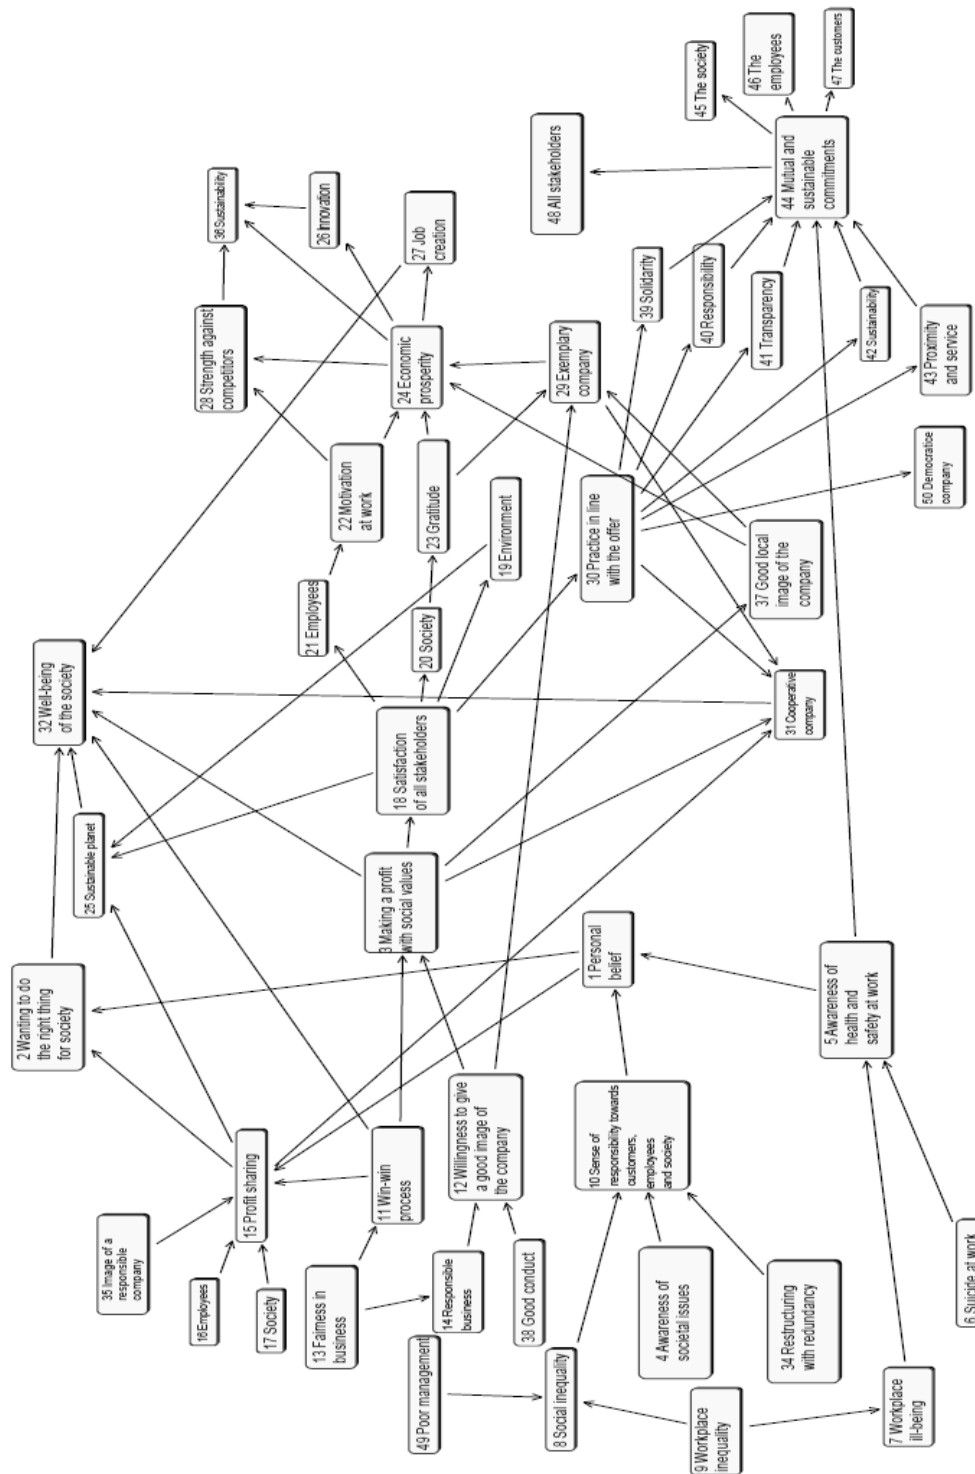 35 Image of a
responsible
company
16 Employees
17 Society
13 Fairness in
business
49 Poor management
14 Responsible
business
38 Good conduct
8 Social inequality
9 Workplace
inequality
4 Awareness of
societal issues
34 Restructuring
with redundancy
7 Workplace
ill-being
6 Suicide at work
2 Wanting to do
the right thing
for society
15 Profit sharing
11 Win-win
process
12 Willingness to give
a good image of
the company
10 Sense of
responsibility towards
customers,
employees
and society
5 Awareness of
health and
safety at work
25 Sustainable planet
3 Making a profit
with social values
1 Personal
belief
32 Well-being
of the society
18 Satisfaction
of all stakeholders
31 Cooperative
company
21 Employees
20 Society
19 Environment
30 Practice in line
with the offer
37 Good local
image of the
company
22 Motivation
at work
23 Gratitude
50 Democratice
company
28 Strength against
competitors
24 Economic
prosperity
29 Exemplary
company
39 Solidarity
40 Responsibility
41 Transparency
42 Sustainability
43 Proximity
and service
36 Sustainability
26 Innovation
27 Job
creation
48 All stakeholders
44 Mutual and
sustainable
commitments
45 The society
46 The
employees
47 The customers